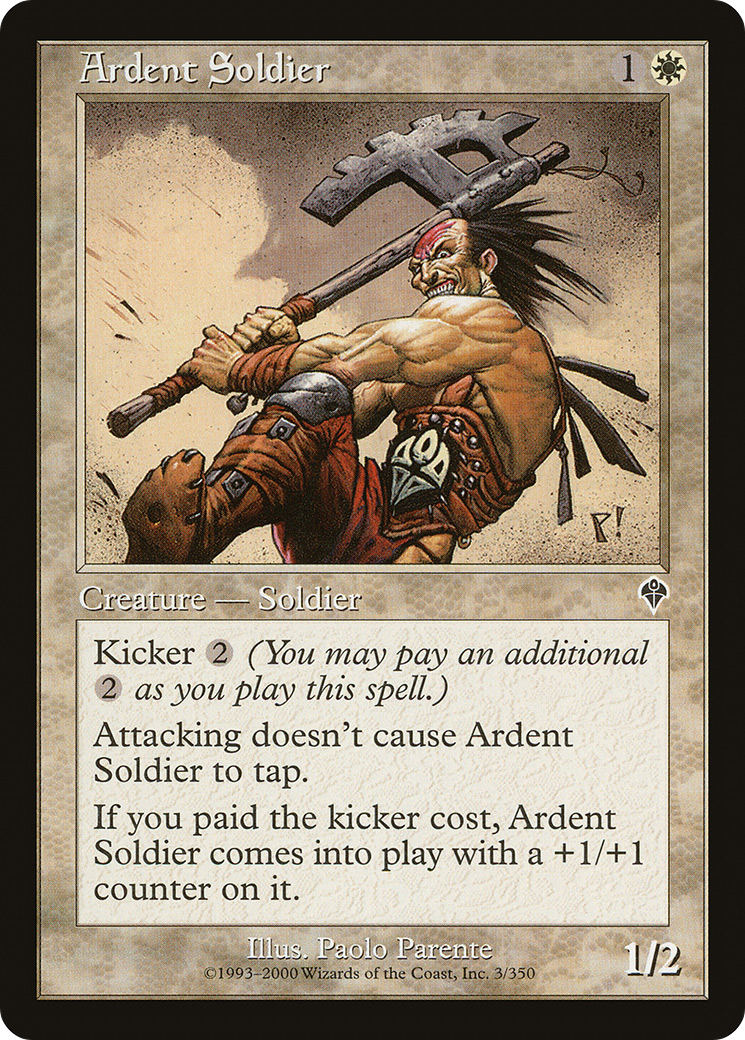 Ardent Soldier 1
P!
Creature — Soldier
Kicker 2 (You may pay an additional
2 as you play this spell.)
Attacking doesn't cause Ardent
Soldier to tap.
If you paid the kicker cost, Ardent
Soldier comes into play with a +1/+1
counter on it.
Illus. Paolo Parente
©1993–2000 Wizards of the Coast, Inc. 3/350
1/2